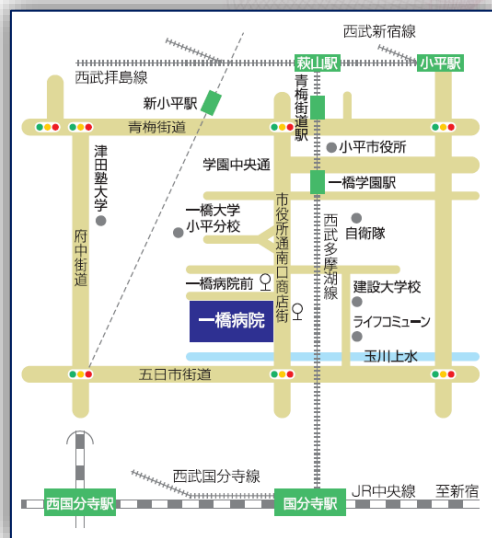 西武新宿線
萩山駅
小平駅
西武拝島線
新小平駅
青梅街道駅
青梅街道
小平市役所
学園中央通
津田塾大学
一橋学園駅
一橋大学
小平分校
市役所通南口商店街
西武多摩湖線
自衛隊
府中街道
一橋病院前
建設大学校
一橋病院
ライフコミューン
玉川上水
五日市街道
西武国分寺線
JR中央線
至新宿
西国分寺駅
国分寺駅